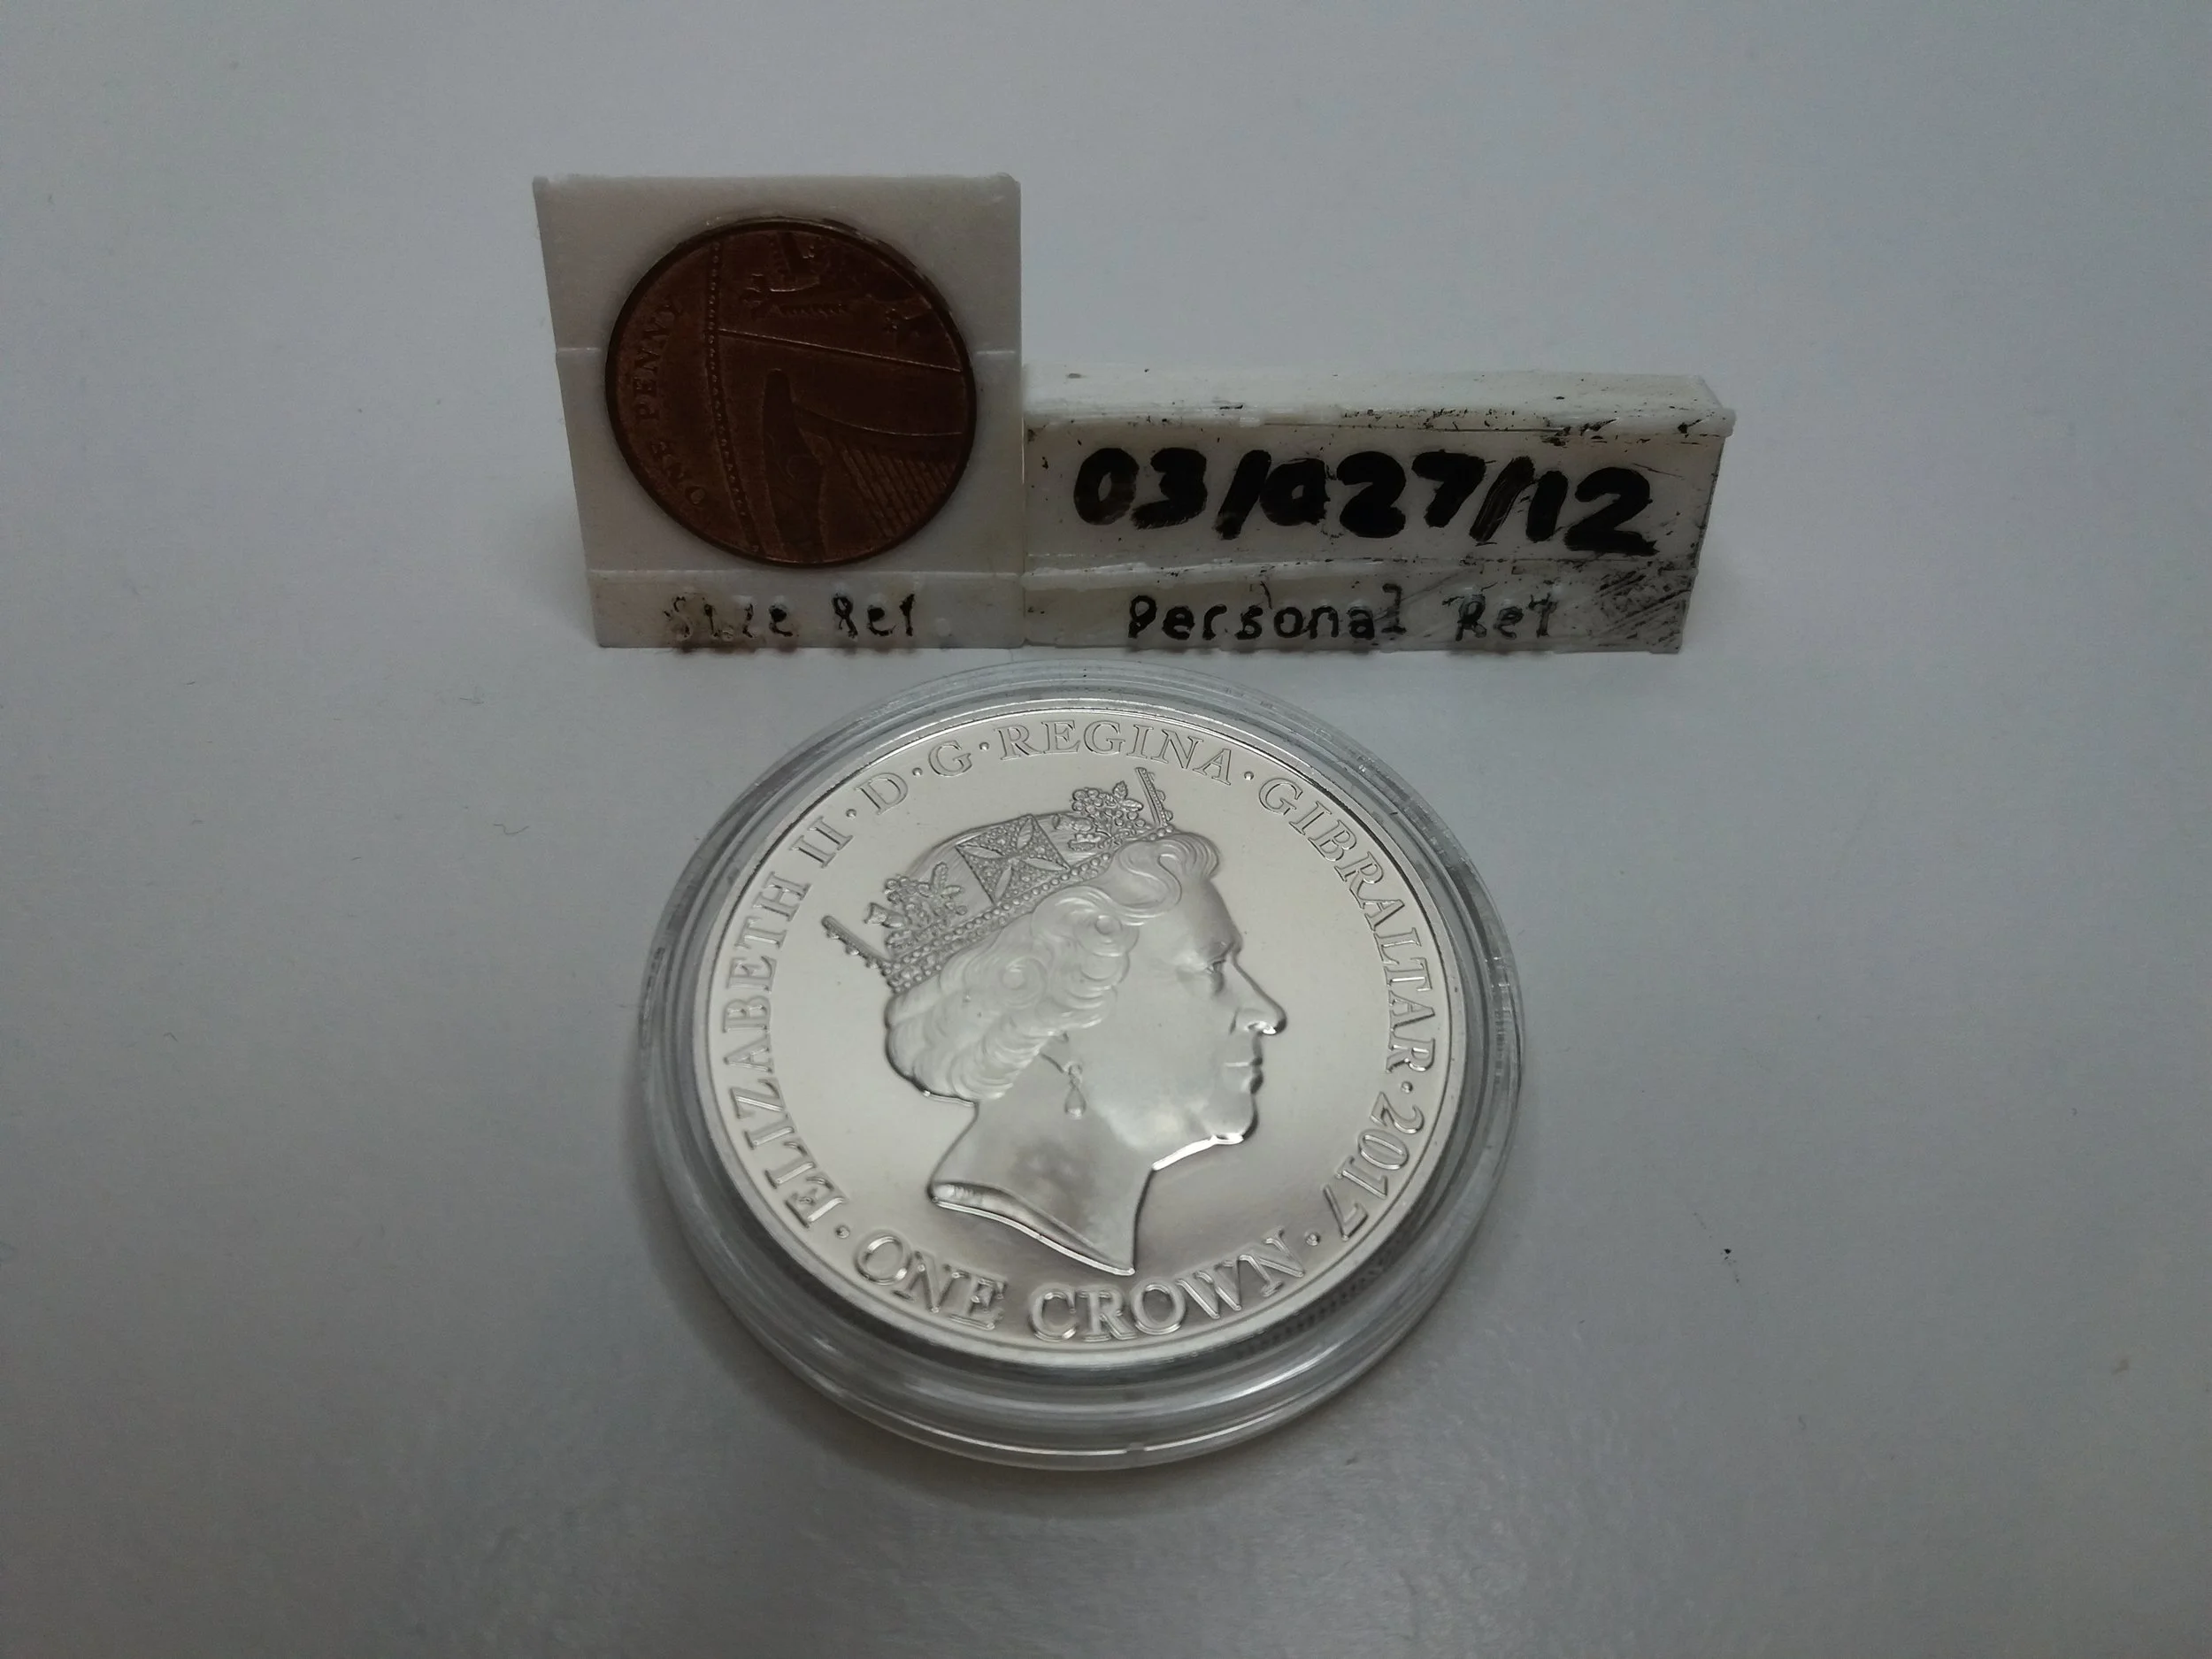 ONE PENNY
03/027/12
Size Ref
Personal Ref
ELIZABETH II · D · G · REGINA · GIBRALTAR · 2017 ·
ONE CROWN